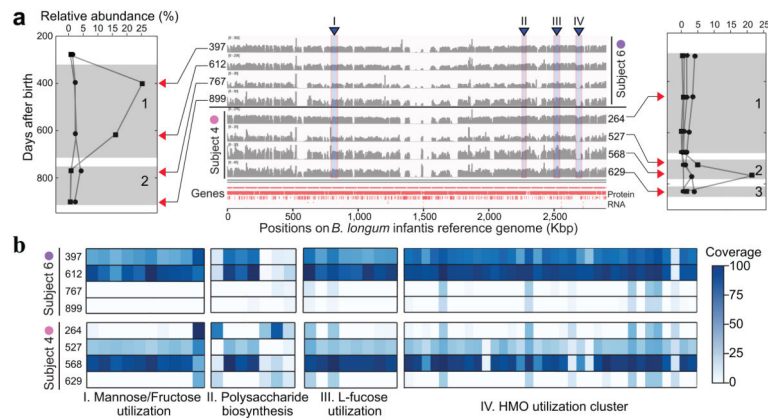 a
Relative abundance (%)
0 5 15 25
Days after birth
200
400
600
800
1
2
397
612
767
899
I II III IV
Subject 6
Subject 4
264
527
568
629
Genes
Protein
RNA
0 500 1,000 1,500 2,000 2,500
Positions on B. longum infantis reference genome (Kbp)
0 5 15 25
1
2
3
b
Subject 6
397
612
767
899
Subject 4
264
527
568
629
Coverage
100
75
50
25
0
I. Mannose/Fructose
utilization
II. Polysaccharide
biosynthesis
III. L-fucose
utilization
IV. HMO utilization cluster